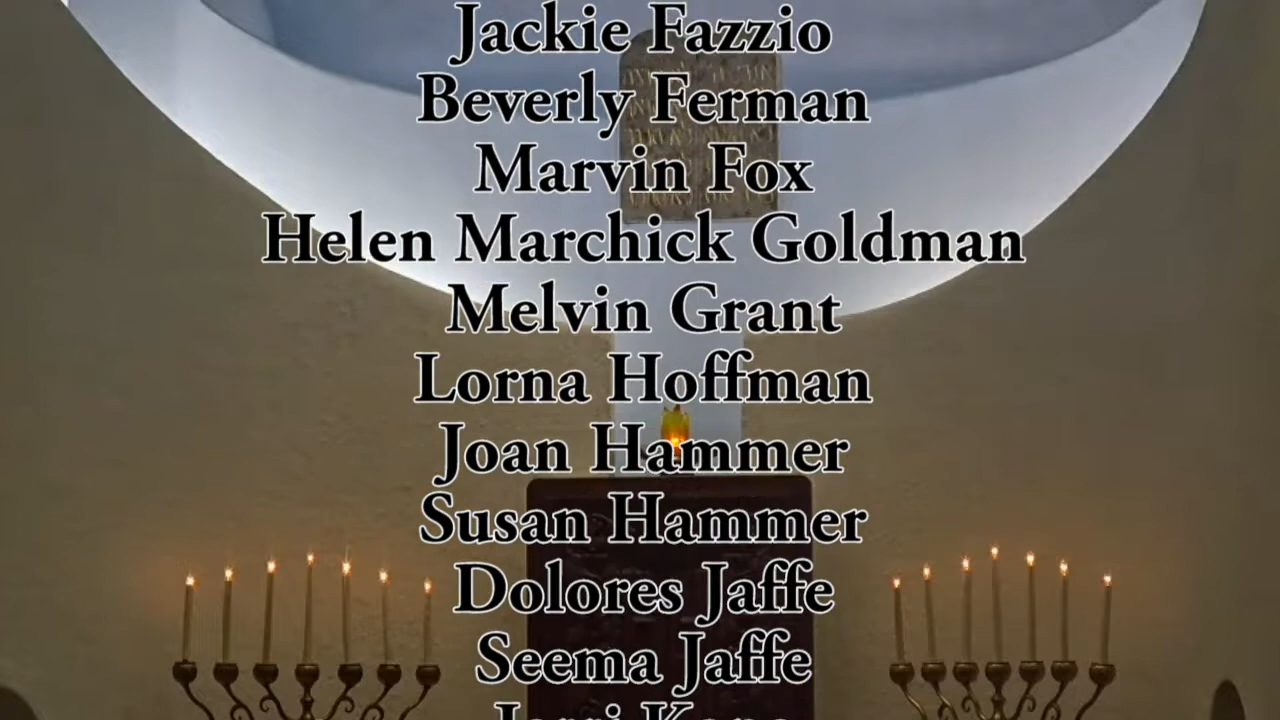 Jackie Fazzio
Beverly Ferman
Marvin Fox
Helen Marchick Goldman
Melvin Grant
Lorna Hoffman
Joan Hammer
Susan Hammer
Dolores Jaffe
Seema Jaffe